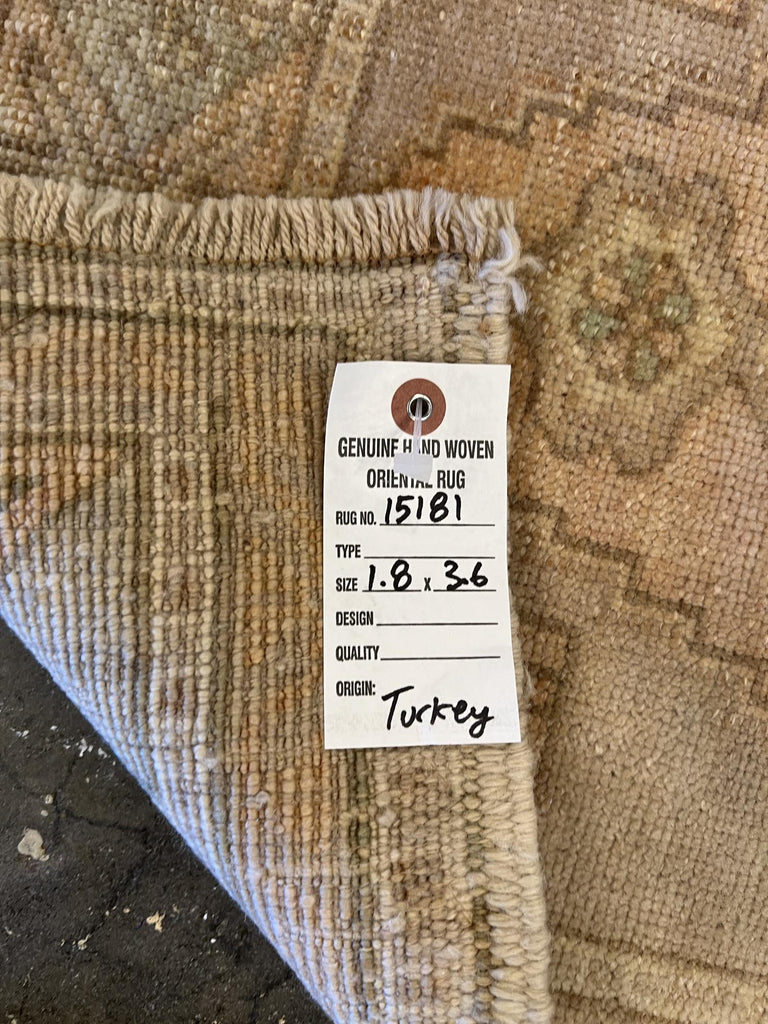 GENUINE HAND WOVEN
ORIENTAL RUG
RUG NO. 15181
TYPE
SIZE 1.8 X 3.6
DESIGN
QUALITY
ORIGIN: Turkey